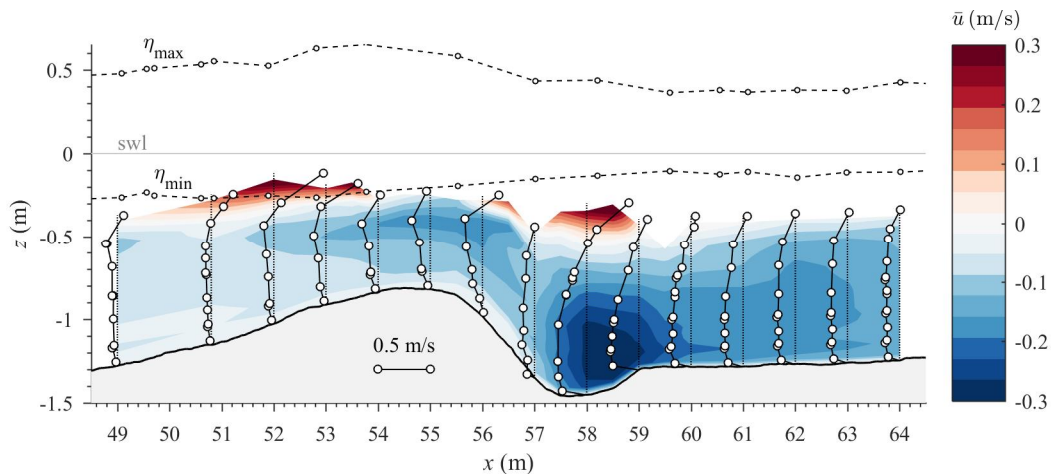 ū (m/s)
η_max
0.3
0.5
0.2
swl
0
0.1
η_min
z (m)
0
-0.5
-0.1
-1
0.5 m/s
-0.2
-1.5
-0.3
49 50 51 52 53 54 55 56 57 58 59 60 61 62 63 64
x (m)